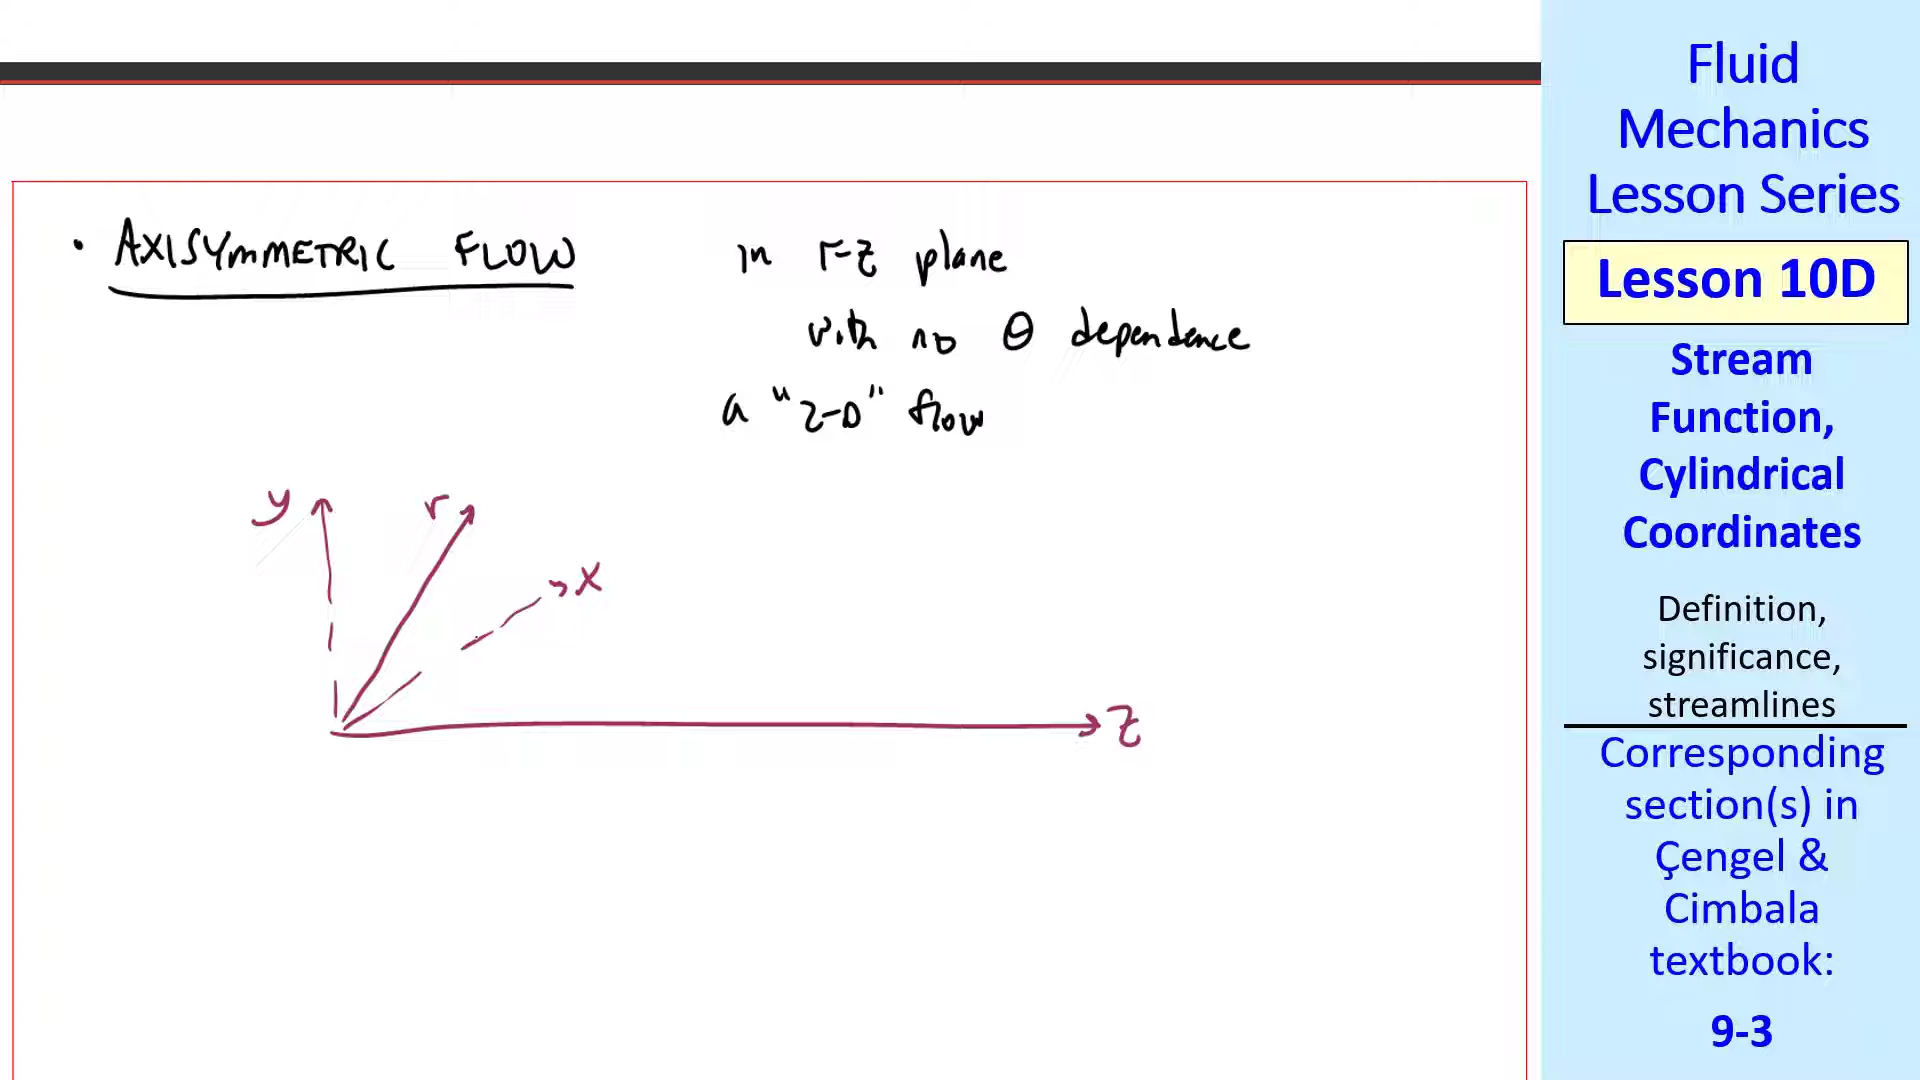 • AXISYMMETRIC FLOW in r-z plane
with no θ dependence
a "2-D" flow
y
r
x
z
Fluid
Mechanics
Lesson Series
Lesson 10D
Stream
Function,
Cylindrical
Coordinates
Definition,
significance,
streamlines
Corresponding
section(s) in
Çengel &
Cimbala
textbook:
9-3